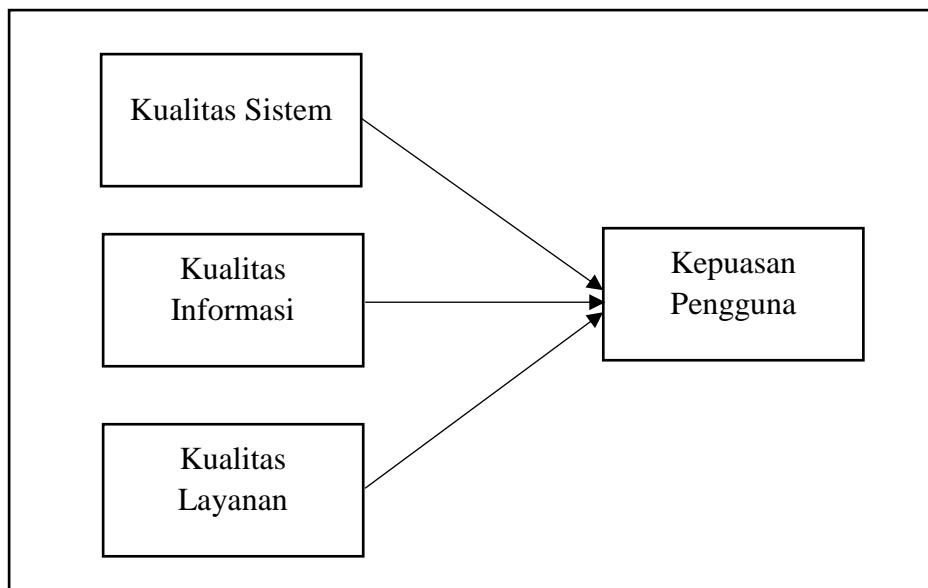 Kualitas Sistem
Kualitas
Informasi
Kepuasan
Pengguna
Kualitas
Layanan